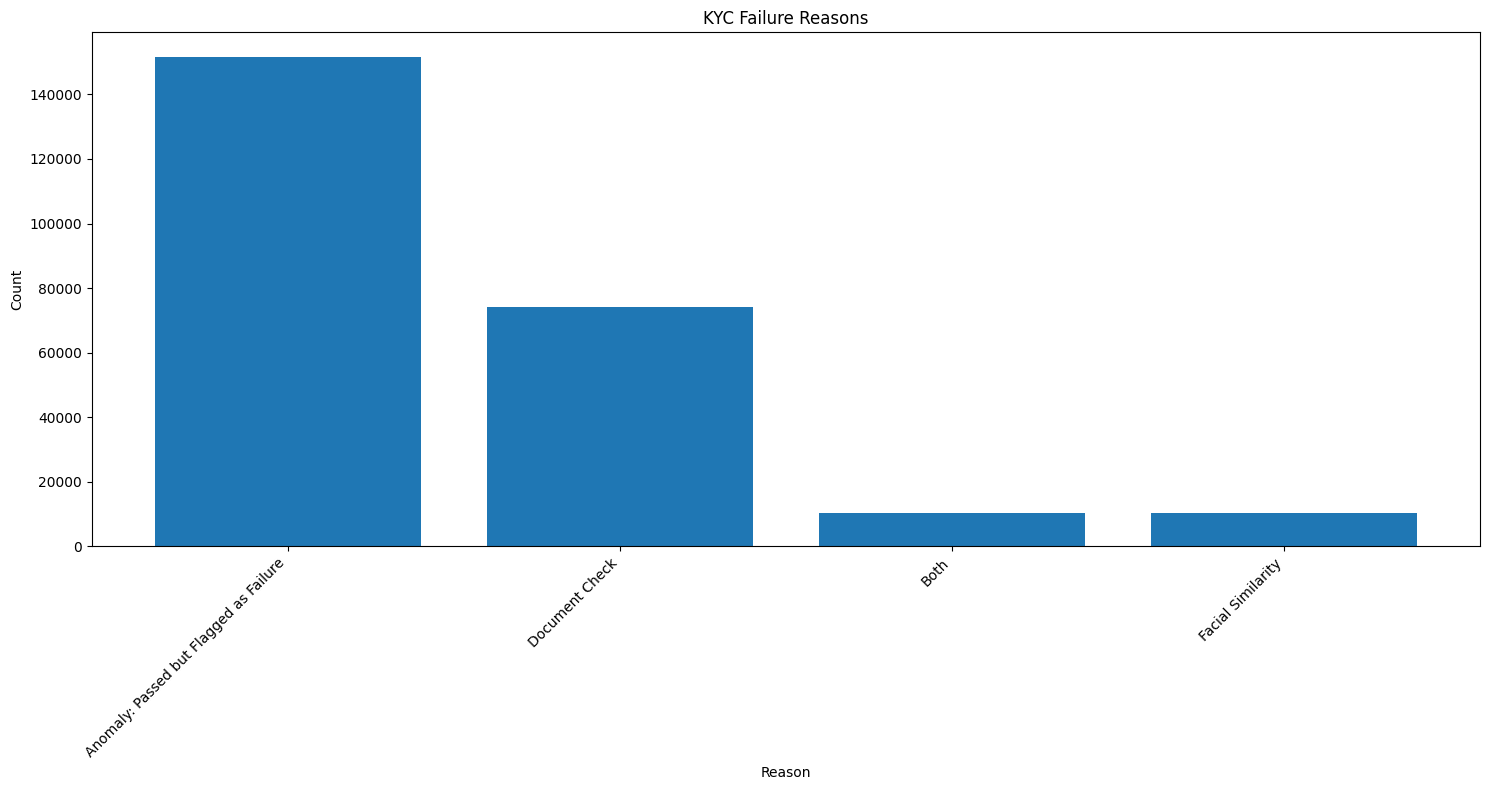 KYC Failure Reasons
Count
140000
120000
100000
80000
60000
40000
20000
0
Anomaly: Passed but Flagged as Failure
Document Check
Both
Facial Similarity
Reason